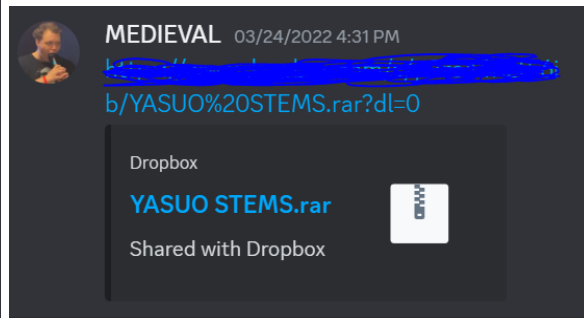 MEDIEVAL 03/24/2022 4:31 PM
b/YASUO%20STEMS.rar?dl=0
Dropbox
YASUO STEMS.rar
Shared with Dropbox